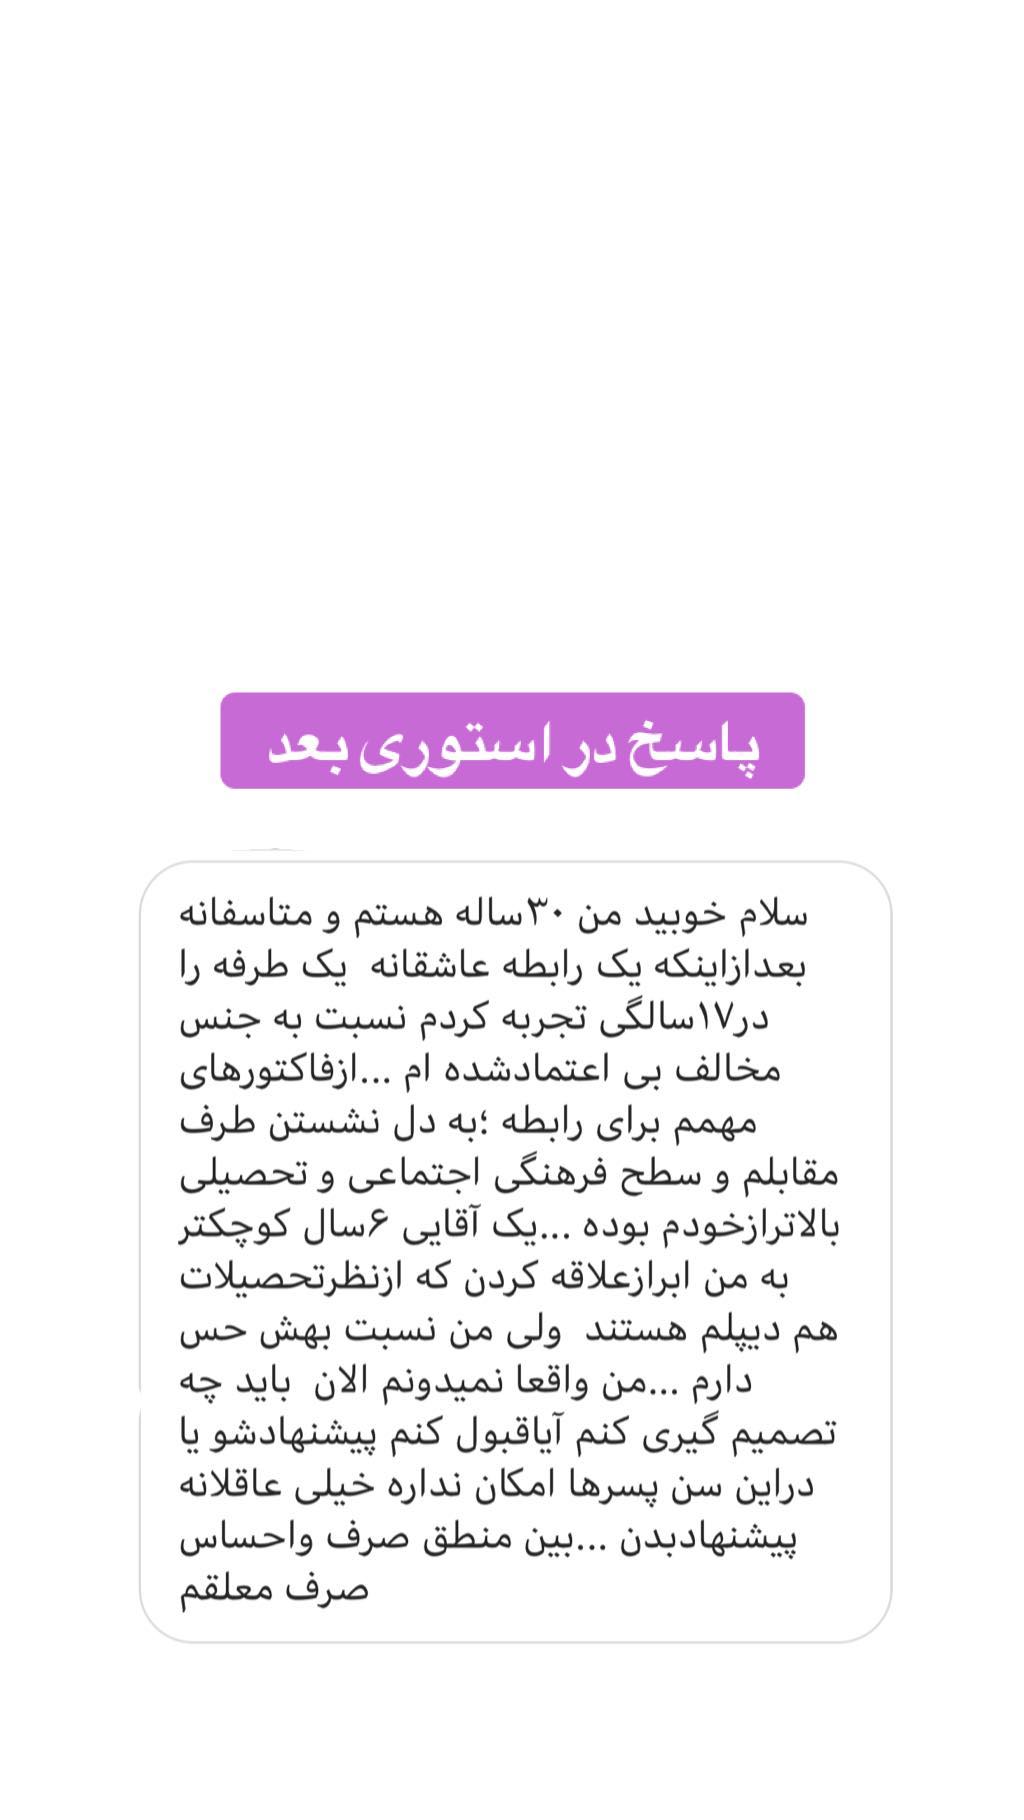 پاسخ در استوری بعد
سلام خوبید من ۳۰ساله هستم و متاسفانه
بعدازاینکه یک رابطه عاشقانه  یک طرفه را
در۱۷سالگی تجربه کردم نسبت به جنس
مخالف بی اعتمادشده ام ...ازفاکتورهای
مهمم برای رابطه ؛به دل نشستن طرف
مقابلم و سطح فرهنگی اجتماعی و تحصیلی
بالاترازخودم بوده ...یک آقایی ۶سال کوچکتر
به من ابرازعلاقه کردن که ازنظرتحصیلات
هم دیپلم هستند  ولی من نسبت بهش حس
دارم ...من واقعا نمیدونم الان  باید چه
تصمیم گیری کنم آیاقبول کنم پیشنهادشو یا
دراین سن پسرها امکان نداره خیلی عاقلانه
پیشنهادبدن ...بین منطق صرف واحساس
صرف معلقم